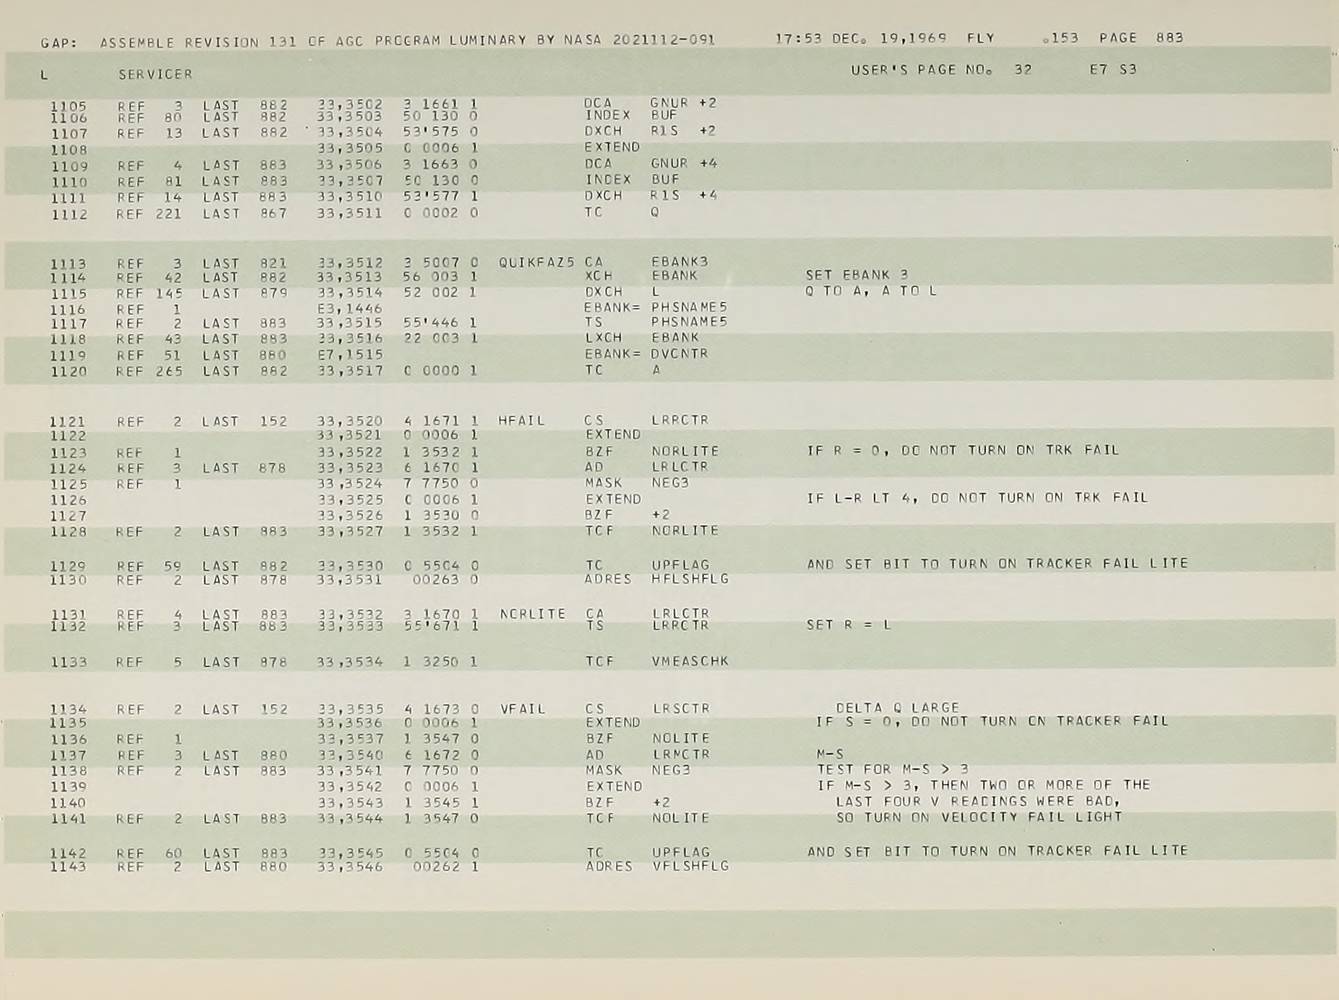 GAP: ASSEMBLE REVISION 131 OF AGC PROGRAM LUMINARY BY NASA 2021112-091 17:53 DEC. 19,1969 FLY .153 PAGE 883
L SERVICER USER'S PAGE NO. 32 E7 S3
1105 REF 3 LAST 882 33,3502 3 1661 1 DCA GNUR +2
1106 REF 80 LAST 882 33,3503 50 130 0 INDEX BUF
1107 REF 13 LAST 882 33,3504 53'575 0 DXCH R1S +2
1108 33,3505 0 0006 1 EXTEND
1109 REF 4 LAST 883 33,3506 3 1663 0 DCA GNUR +4
1110 REF 81 LAST 883 33,3507 50 130 0 INDEX BUF
1111 REF 14 LAST 883 33,3510 53'577 1 DXCH R1S +4
1112 REF 221 LAST 867 33,3511 0 0002 0 TC Q
1113 REF 3 LAST 821 33,3512 3 5007 0 QUIKFAZ5 CA EBANK3
1114 REF 42 LAST 882 33,3513 56 003 1 XCH EBANK SET EBANK 3
1115 REF 145 LAST 879 33,3514 52 002 1 DXCH L Q TO A, A TO L
1116 REF 1 E3,1446 EBANK= PHSNAME5
1117 REF 2 LAST 883 33,3515 55'446 1 TS PHSNAME5
1118 REF 43 LAST 883 33,3516 22 003 1 LXCH EBANK
1119 REF 51 LAST 880 E7,1515 EBANK= DVCNTR
1120 REF 265 LAST 882 33,3517 0 0000 1 TC A
1121 REF 2 LAST 152 33,3520 4 1671 1 HFAIL CS LRRCTR
1122 33,3521 0 0006 1 EXTEND
1123 REF 1 33,3522 1 3532 1 BZF NORLITE IF R = 0, DO NOT TURN ON TRK FAIL
1124 REF 3 LAST 878 33,3523 6 1670 1 AD LRLCTR
1125 REF 1 33,3524 7 7750 0 MASK NEG3
1126 33,3525 0 0006 1 EXTEND IF L-R LT 4, DO NOT TURN ON TRK FAIL
1127 33,3526 1 3530 0 BZF +2
1128 REF 2 LAST 883 33,3527 1 3532 1 TCF NORLITE
1129 REF 59 LAST 882 33,3530 0 5504 0 TC UPFLAG AND SET BIT TO TURN ON TRACKER FAIL LITE
1130 REF 2 LAST 878 33,3531 00263 0 ADRES HFLSHFLG
1131 REF 4 LAST 883 33,3532 3 1670 1 NORLITE CA LRLCTR
1132 REF 3 LAST 883 33,3533 55'671 1 TS LRRCTR SET R = L
1133 REF 5 LAST 878 33,3534 1 3250 1 TCF VMEASCHK
1134 REF 2 LAST 152 33,3535 4 1673 0 VFAIL CS LRSCTR DELTA Q LARGE
1135 33,3536 0 0006 1 EXTEND IF S = 0, DO NOT TURN ON TRACKER FAIL
1136 REF 1 33,3537 1 3547 0 BZF NOLITE
1137 REF 3 LAST 880 33,3540 6 1672 0 AD LRMCTR M-S
1138 REF 2 LAST 883 33,3541 7 7750 0 MASK NEG3 TEST FOR M-S > 3
1139 33,3542 0 0006 1 EXTEND IF M-S > 3, THEN TWO OR MORE OF THE
1140 33,3543 1 3545 1 BZF +2 LAST FOUR V READINGS WERE BAD,
1141 REF 2 LAST 883 33,3544 1 3547 0 TCF NOLITE SO TURN ON VELOCITY FAIL LIGHT
1142 REF 60 LAST 883 33,3545 0 5504 0 TC UPFLAG AND SET BIT TO TURN ON TRACKER FAIL LITE
1143 REF 2 LAST 880 33,3546 00262 1 ADRES VFLSHFLG